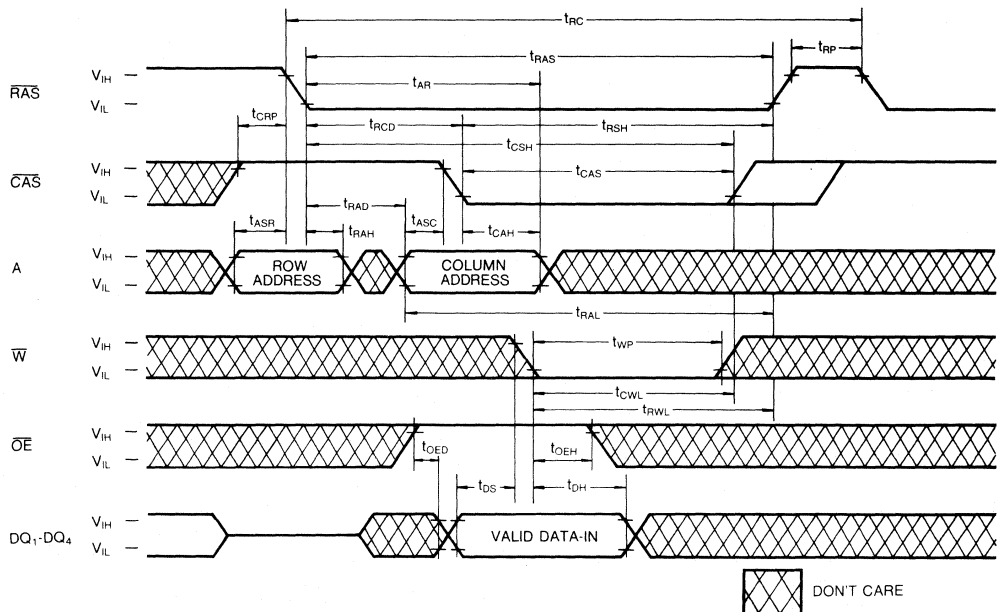 tRC
tRP
tRAS
tAR
RAS
VIH
VIL
tCRP
tRCD
tRSH
tCSH
CAS
VIH
VIL
tCAS
tRAD
tASR
tRAH
tASC
tCAH
A
VIH
VIL
ROW ADDRESS
COLUMN ADDRESS
tRAL
W
VIH
VIL
tWP
tCWL
tRWL
OE
VIH
VIL
tOED
tOEH
tDS
tDH
DQ1-DQ4
VIH
VIL
VALID DATA-IN
DON'T CARE